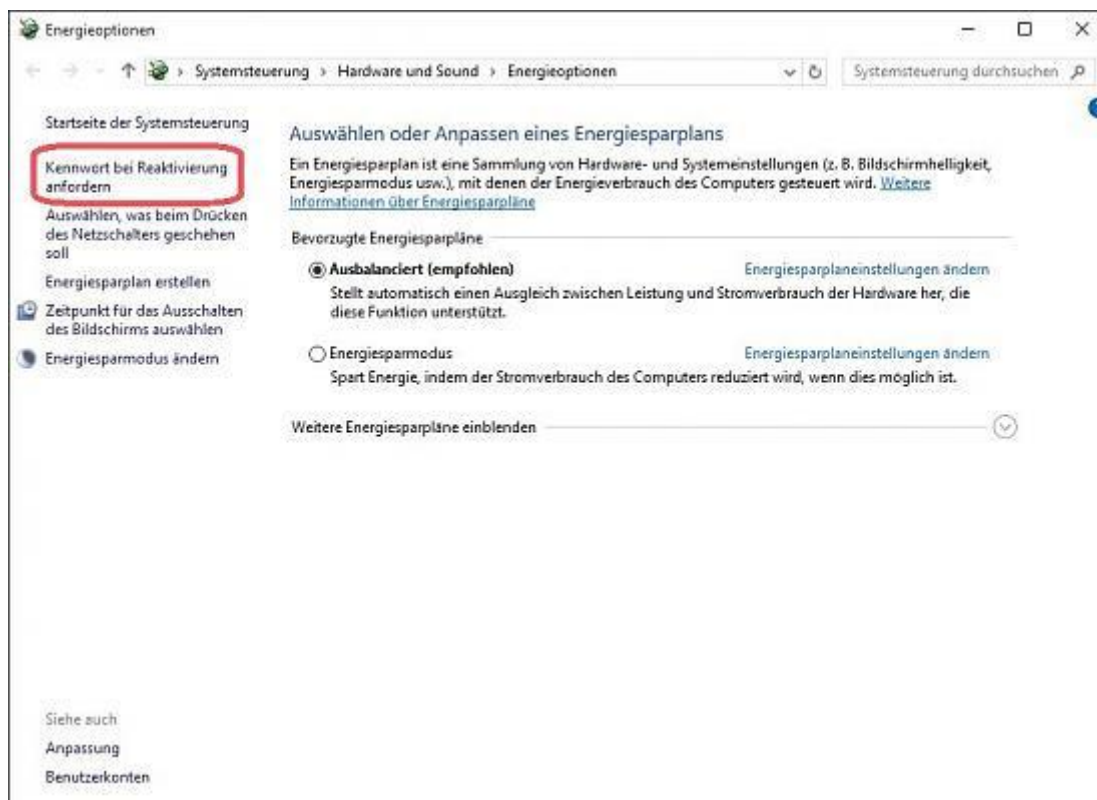 Energieoptionen
Systemsteuerung > Hardware und Sound > Energieoptionen
Systemsteuerung durchsuchen
Startseite der Systemsteuerung
Kennwort bei Reaktivierung
anfordern
Auswählen, was beim Drücken
des Netzschalters geschehen
soll
Energiesparplan erstellen
Zeitpunkt für das Ausschalten
des Bildschirms auswählen
Energiesparmodus ändern
Auswählen oder Anpassen eines Energiesparplans
Ein Energiesparplan ist eine Sammlung von Hardware- und Systemeinstellungen (z. B. Bildschirmhelligkeit,
Energiesparmodus usw.), mit denen der Energieverbrauch des Computers gesteuert wird. Weitere
Informationen über Energiesparpläne
Bevorzugte Energiesparpläne
Ausbalanciert (empfohlen) Energiesparplaneinstellungen ändern
Stellt automatisch einen Ausgleich zwischen Leistung und Stromverbrauch der Hardware her, die
diese Funktion unterstützt.
Energiesparmodus Energiesparplaneinstellungen ändern
Spart Energie, indem der Stromverbrauch des Computers reduziert wird, wenn dies möglich ist.
Weitere Energiesparpläne einblenden
Siehe auch
Anpassung
Benutzerkonten